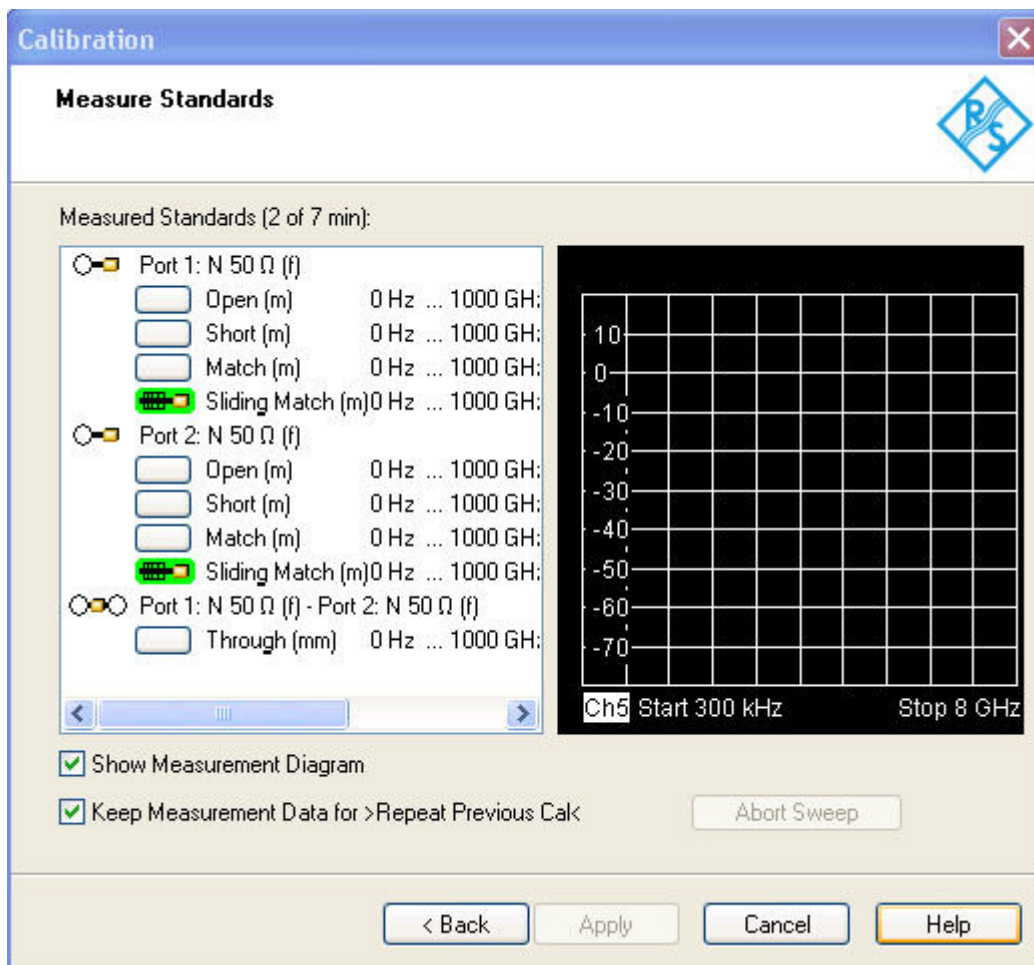 Calibration
Measure Standards
R S
Measured Standards (2 of 7 min):
Port 1: N 50 Ω (f)
Open (m) 0 Hz ... 1000 GH
Short (m) 0 Hz ... 1000 GH
Match (m) 0 Hz ... 1000 GH
Sliding Match (m) 0 Hz ... 1000 GH
Port 2: N 50 Ω (f)
Open (m) 0 Hz ... 1000 GH
Short (m) 0 Hz ... 1000 GH
Match (m) 0 Hz ... 1000 GH
Sliding Match (m) 0 Hz ... 1000 GH
Port 1: N 50 Ω (f) - Port 2: N 50 Ω (f)
Through (mm) 0 Hz ... 1000 GH
10
0
-10
-20
-30
-40
-50
-60
-70
Ch5 Start 300 kHz Stop 8 GHz
Show Measurement Diagram
Keep Measurement Data for >Repeat Previous Cal<
Abort Sweep
< Back Apply Cancel Help